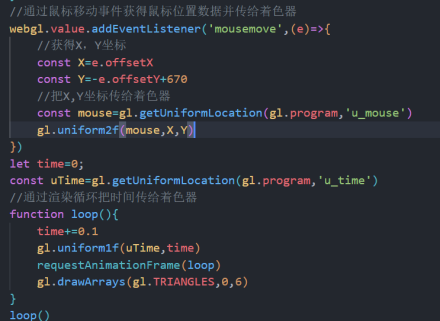 //通过鼠标移动事件获得鼠标位置数据并传给着色器
webgl.value.addEventListener('mousemove',(e)=>{
//获得X，Y坐标
const X=e.offsetX
const Y=-e.offsetY+670
//把X,Y坐标传给着色器
const mouse=gl.getUniformLocation(gl.program,'u_mouse')
gl.uniform2f(mouse,X,Y)
})
let time=0;
const uTime=gl.getUniformLocation(gl.program,'u_time')
//通过渲染循环把时间传给着色器
function loop(){
time+=0.1
gl.uniform1f(uTime,time)
requestAnimationFrame(loop)
gl.drawArrays(gl.TRIANGLES,0,6)
}
loop()